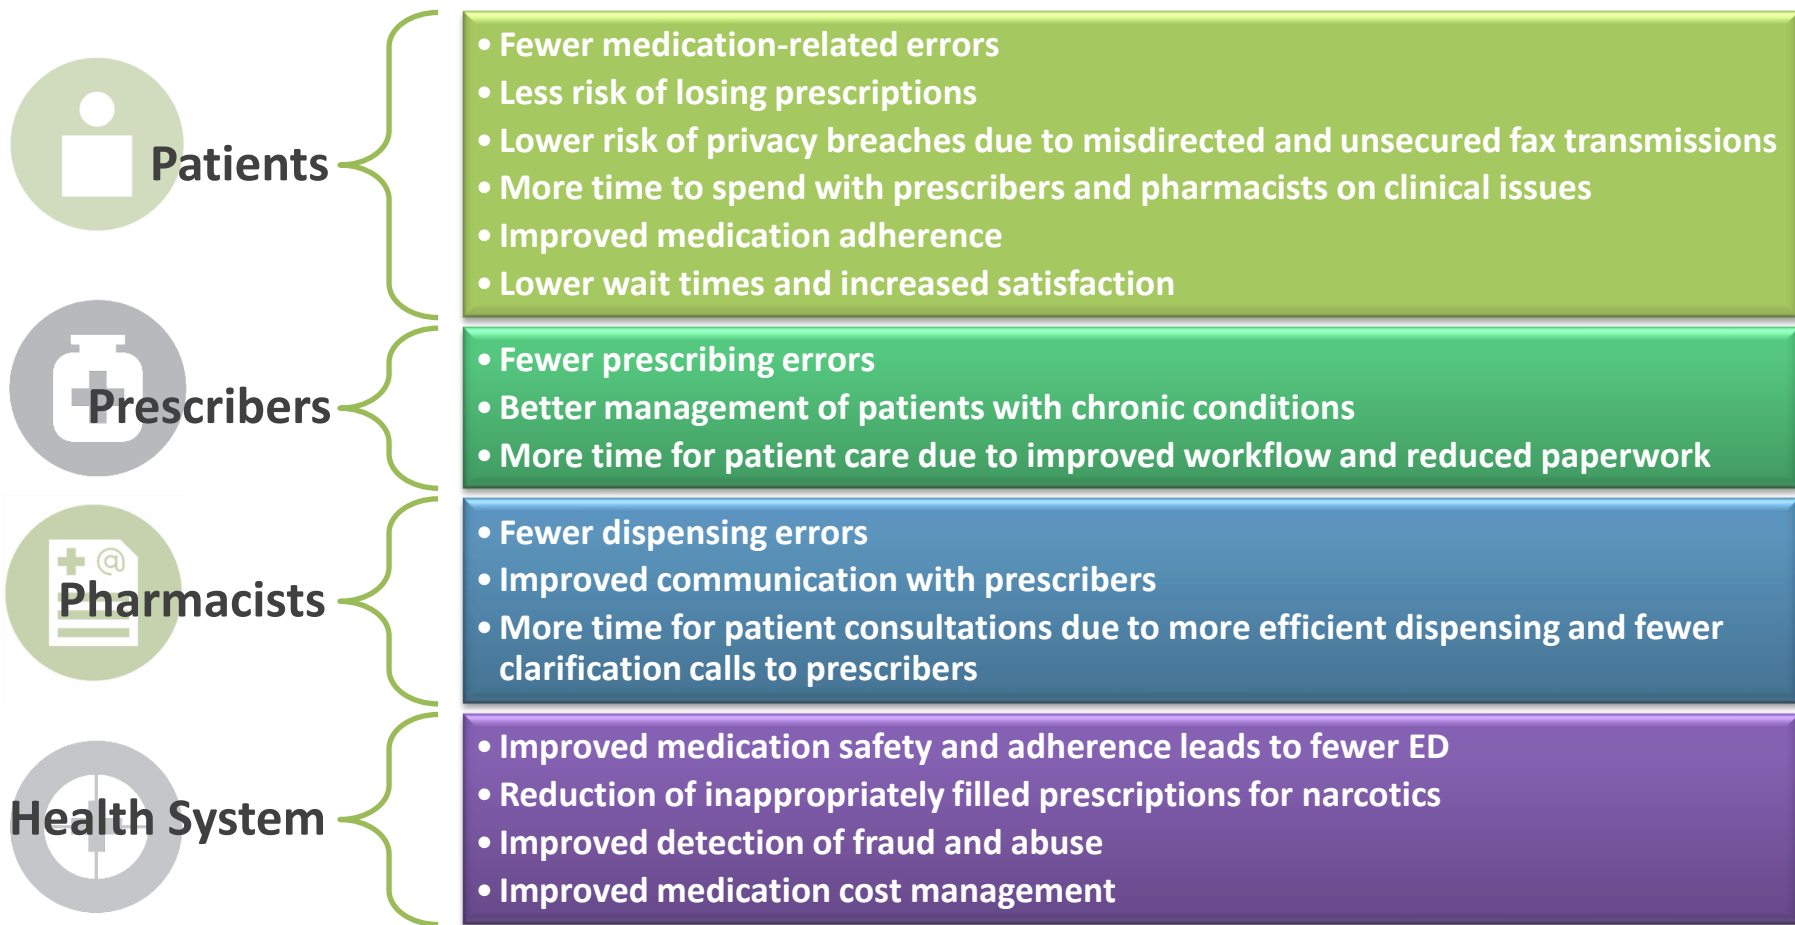 Patients
• Fewer medication-related errors
• Less risk of losing prescriptions
• Lower risk of privacy breaches due to misdirected and unsecured fax transmissions
• More time to spend with prescribers and pharmacists on clinical issues
• Improved medication adherence
• Lower wait times and increased satisfaction
Prescribers
• Fewer prescribing errors
• Better management of patients with chronic conditions
• More time for patient care due to improved workflow and reduced paperwork
@
Pharmacists
• Fewer dispensing errors
• Improved communication with prescribers
• More time for patient consultations due to more efficient dispensing and fewer
clarification calls to prescribers
Health System
• Improved medication safety and adherence leads to fewer ED
• Reduction of inappropriately filled prescriptions for narcotics
• Improved detection of fraud and abuse
• Improved medication cost management